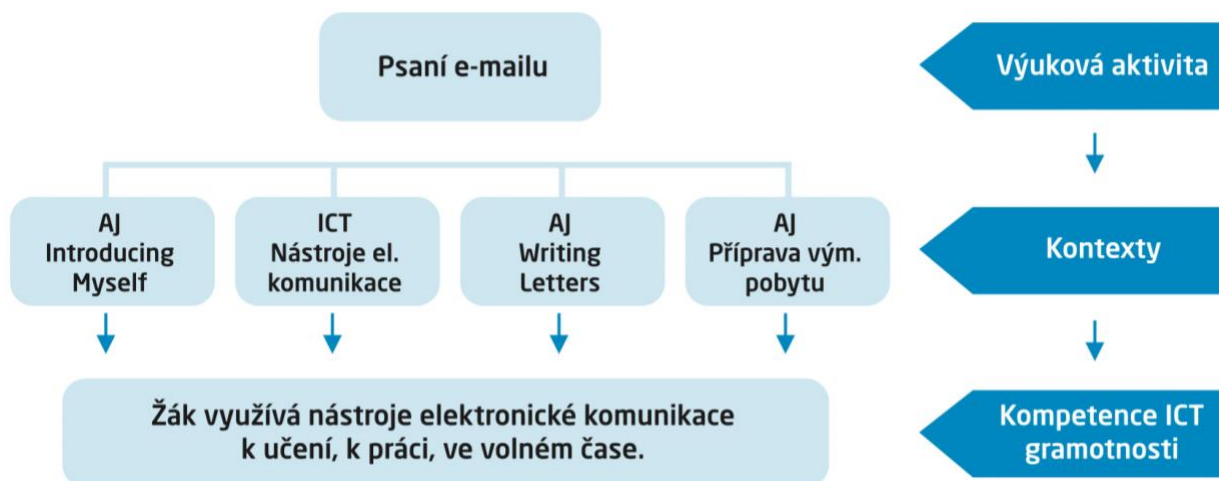 Psaní e-mailu
Výuková aktivita
AJ
Introducing
Myself
ICT
Nástroje el.
komunikace
AJ
Writing
Letters
AJ
Příprava vým.
pobytu
Kontexty
Žák využívá nástroje elektronické komunikace
k učení, k práci, ve volném čase.
Kompetence ICT
gramotnosti